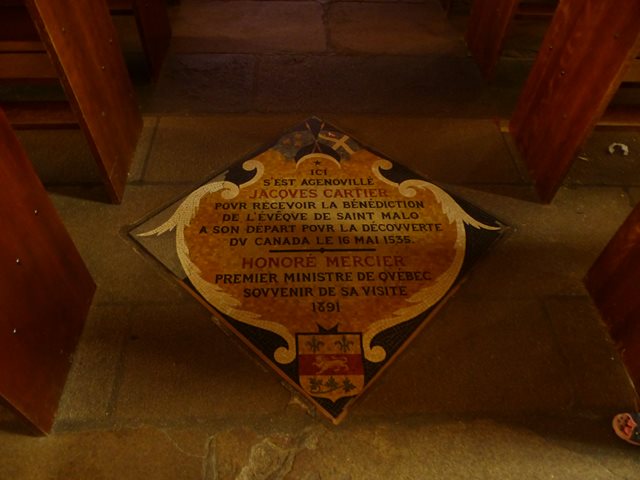 ICI
S'EST AGENOVILLÉ
JACQVES CARTIER
POVR RECEVOIR LA BÉNÉDICTION
DE L'ÉVÊQVE DE SAINT MALO
A SON DÉPART POVR LA DÉCOVVERTE
DV CANADA LE 16 MAI 1535.
HONORÉ MERCIER
PREMIER MINISTRE DE QVÉBEC
SOVVENIR DE SA VISITE
1891